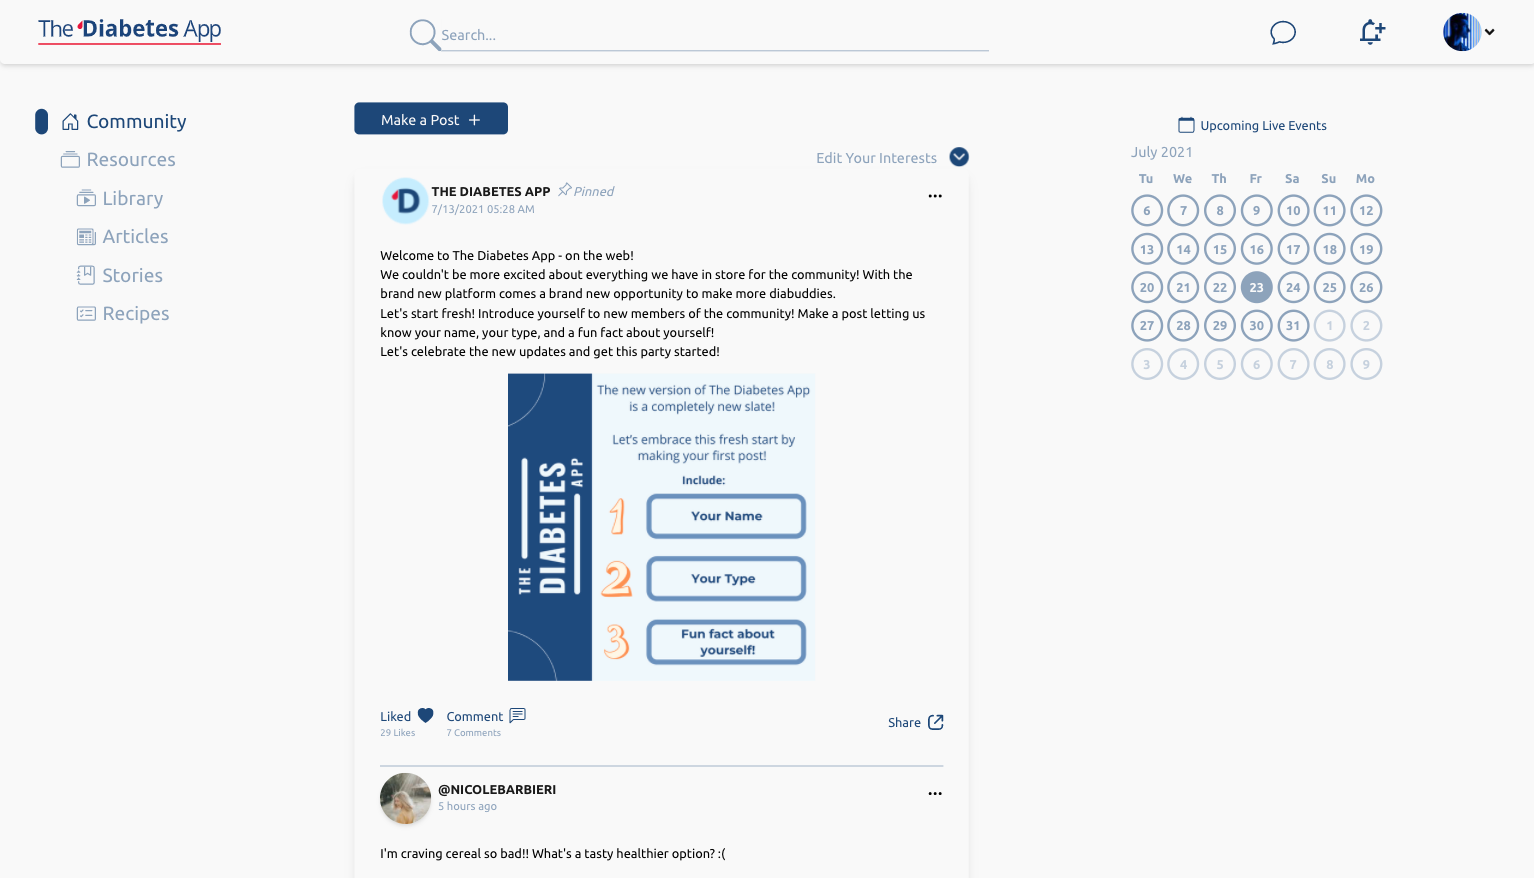 The Diabetes App
Search...
Community
Resources
Library
Articles
Stories
Recipes
Make a Post +
Edit Your Interests
THE DIABETES APP Pinned
7/13/2021 05:28 AM
Welcome to The Diabetes App - on the web!
We couldn't be more excited about everything we have in store for the community! With the
brand new platform comes a brand new opportunity to make more diabuddies.
Let's start fresh! Introduce yourself to new members of the community! Make a post letting us
know your name, your type, and a fun fact about yourself!
Let's celebrate the new updates and get this party started!
THE
DIABETES
APP
The new version of The Diabetes App
is a completely new slate!
Let's embrace this fresh start by
making your first post!
Include:
1 Your Name
2 Your Type
3 Fun fact about
yourself!
Liked Comment
29 Likes 7 Comments
Share
@NICOLEBARBIERI
5 hours ago
I'm craving cereal so bad!! What's a tasty healthier option? :(
Upcoming Live Events
July 2021
Tu We Th Fr Sa Su Mo
6 7 8 9 10 11 12
13 14 15 16 17 18 19
20 21 22 23 24 25 26
27 28 29 30 31 1 2
3 4 5 6 7 8 9